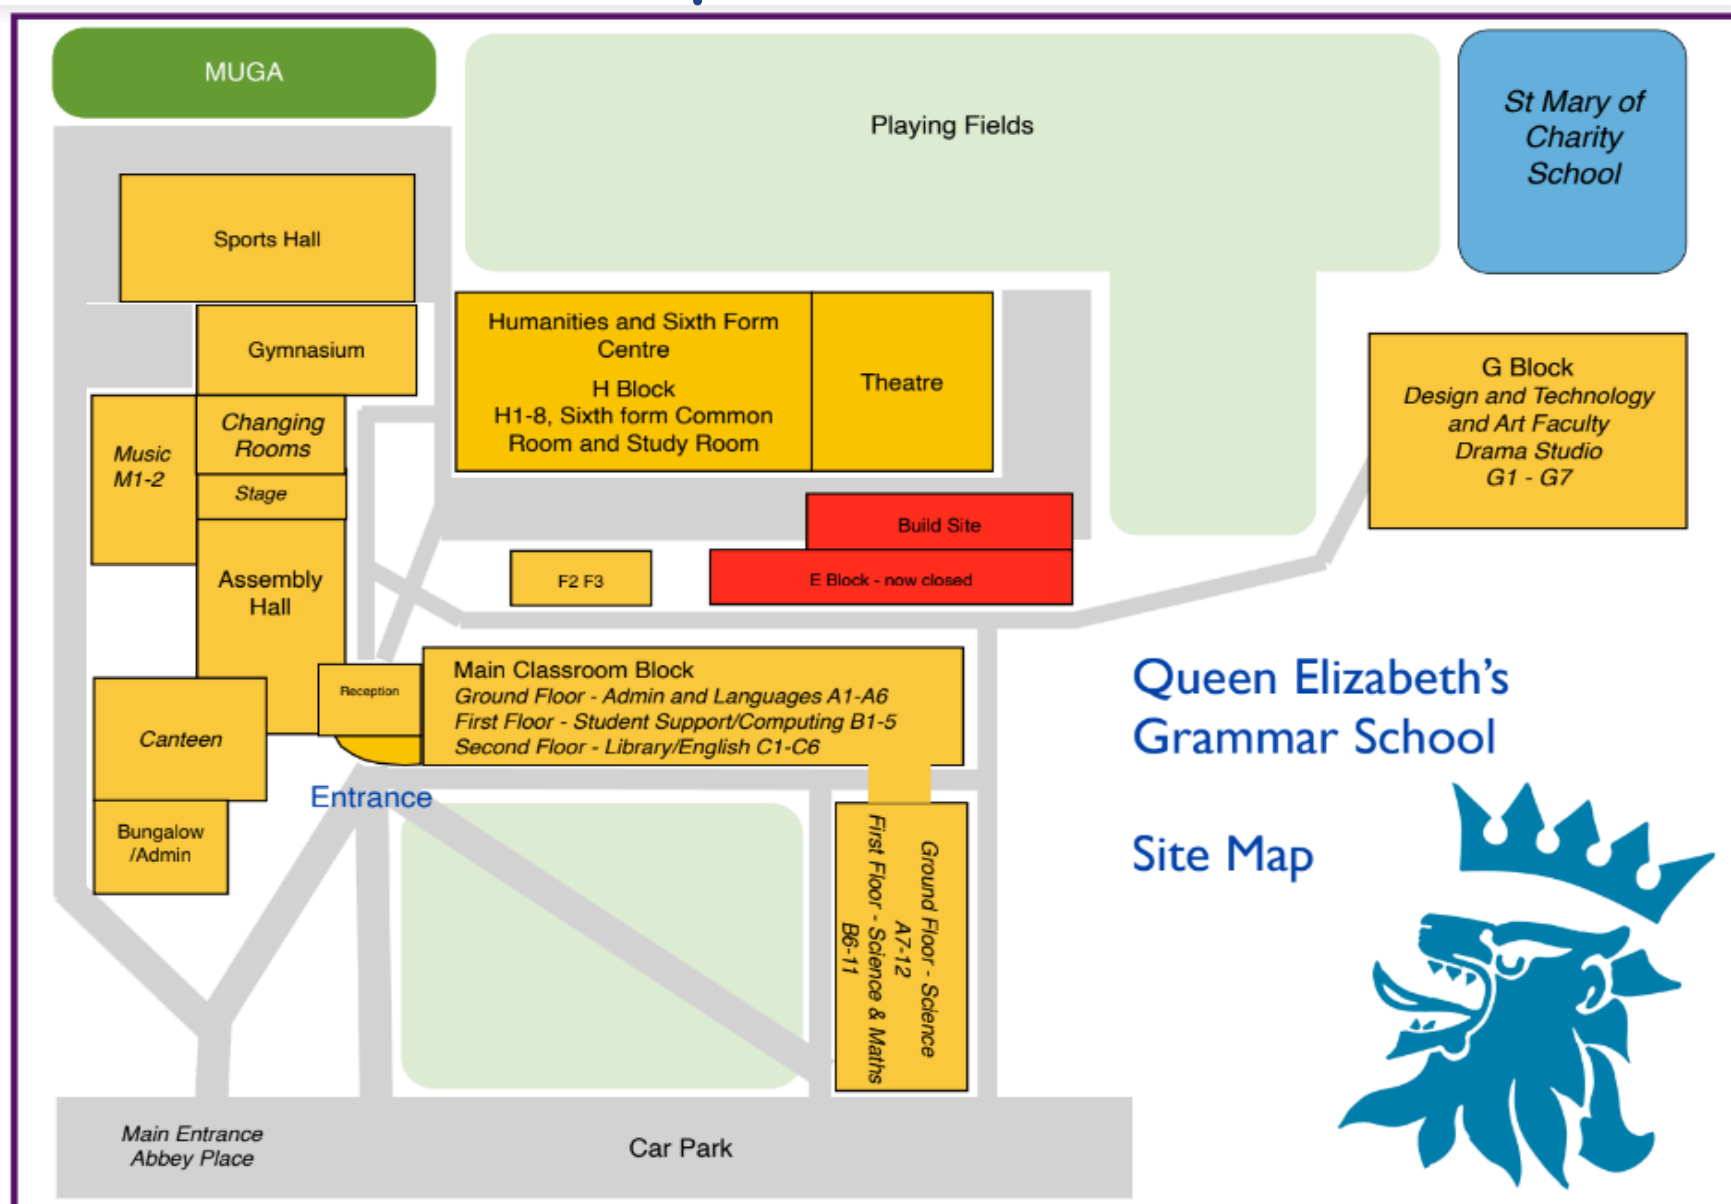 MUGA
Playing Fields
St Mary of
Charity
School
Sports Hall
Gymnasium
Humanities and Sixth Form
Centre
H Block
H1-8, Sixth form Common
Room and Study Room
Theatre
G Block
Design and Technology
and Art Faculty
Drama Studio
G1 - G7
Music
M1-2
Changing
Rooms
Stage
Build Site
E Block - now closed
F2 F3
Assembly
Hall
Reception
Main Classroom Block
Ground Floor - Admin and Languages A1-A6
First Floor - Student Support/Computing B1-5
Second Floor - Library/English C1-C6
Canteen
Entrance
Bungalow
/Admin
Ground Floor - Science
A7-12
First Floor - Science & Maths
B6-11
Queen Elizabeth's
Grammar School
Site Map
Main Entrance
Abbey Place
Car Park